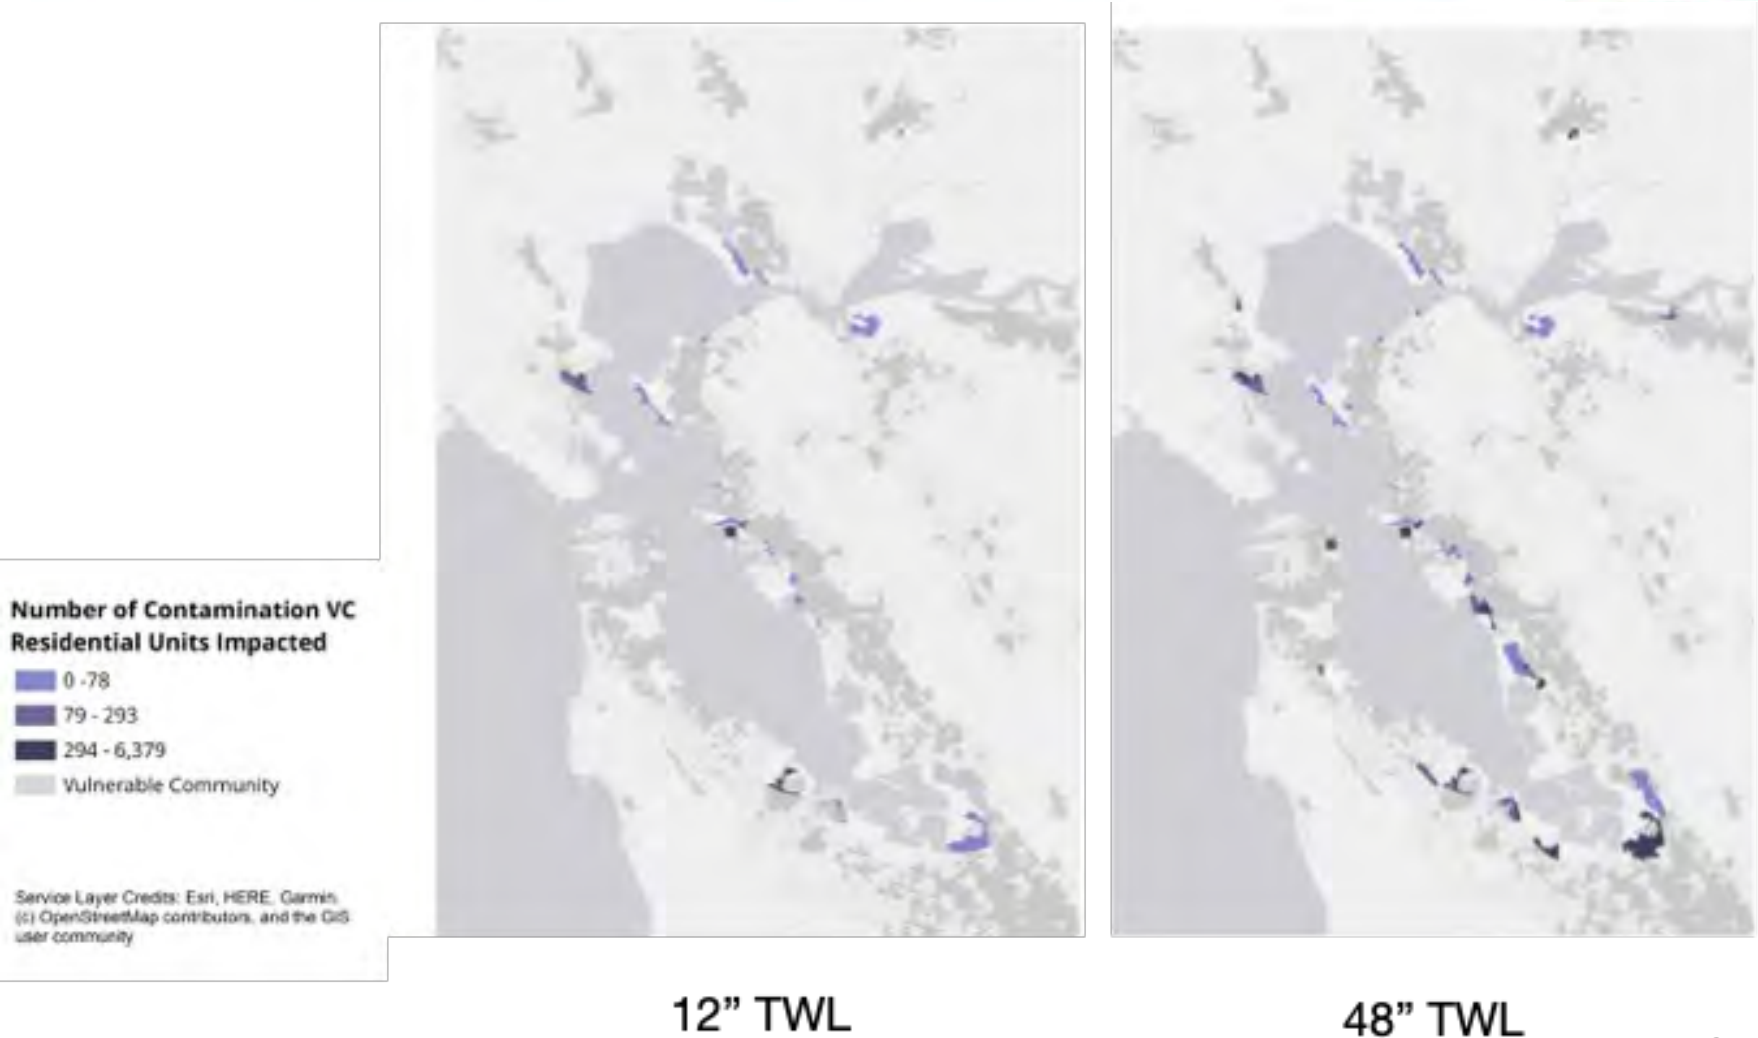 Number of Contamination VC
Residential Units Impacted
0 -78
79 - 293
294 - 6,379
Vulnerable Community
Service Layer Credits: Esri, HERE, Garmin,
(c) OpenStreetMap contributors, and the GIS
user community
12” TWL
48” TWL